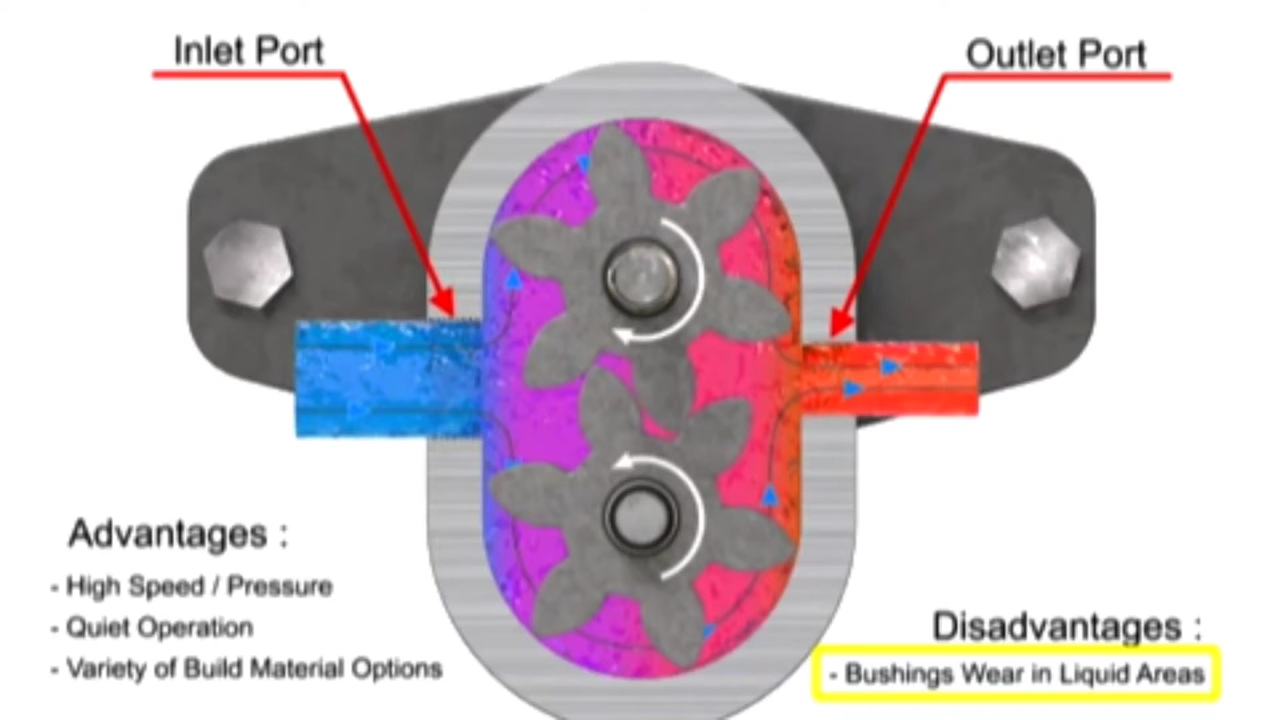 Inlet Port
Outlet Port
Advantages :
- High Speed / Pressure
- Quiet Operation
- Variety of Build Material Options
Disadvantages :
- Bushings Wear in Liquid Areas